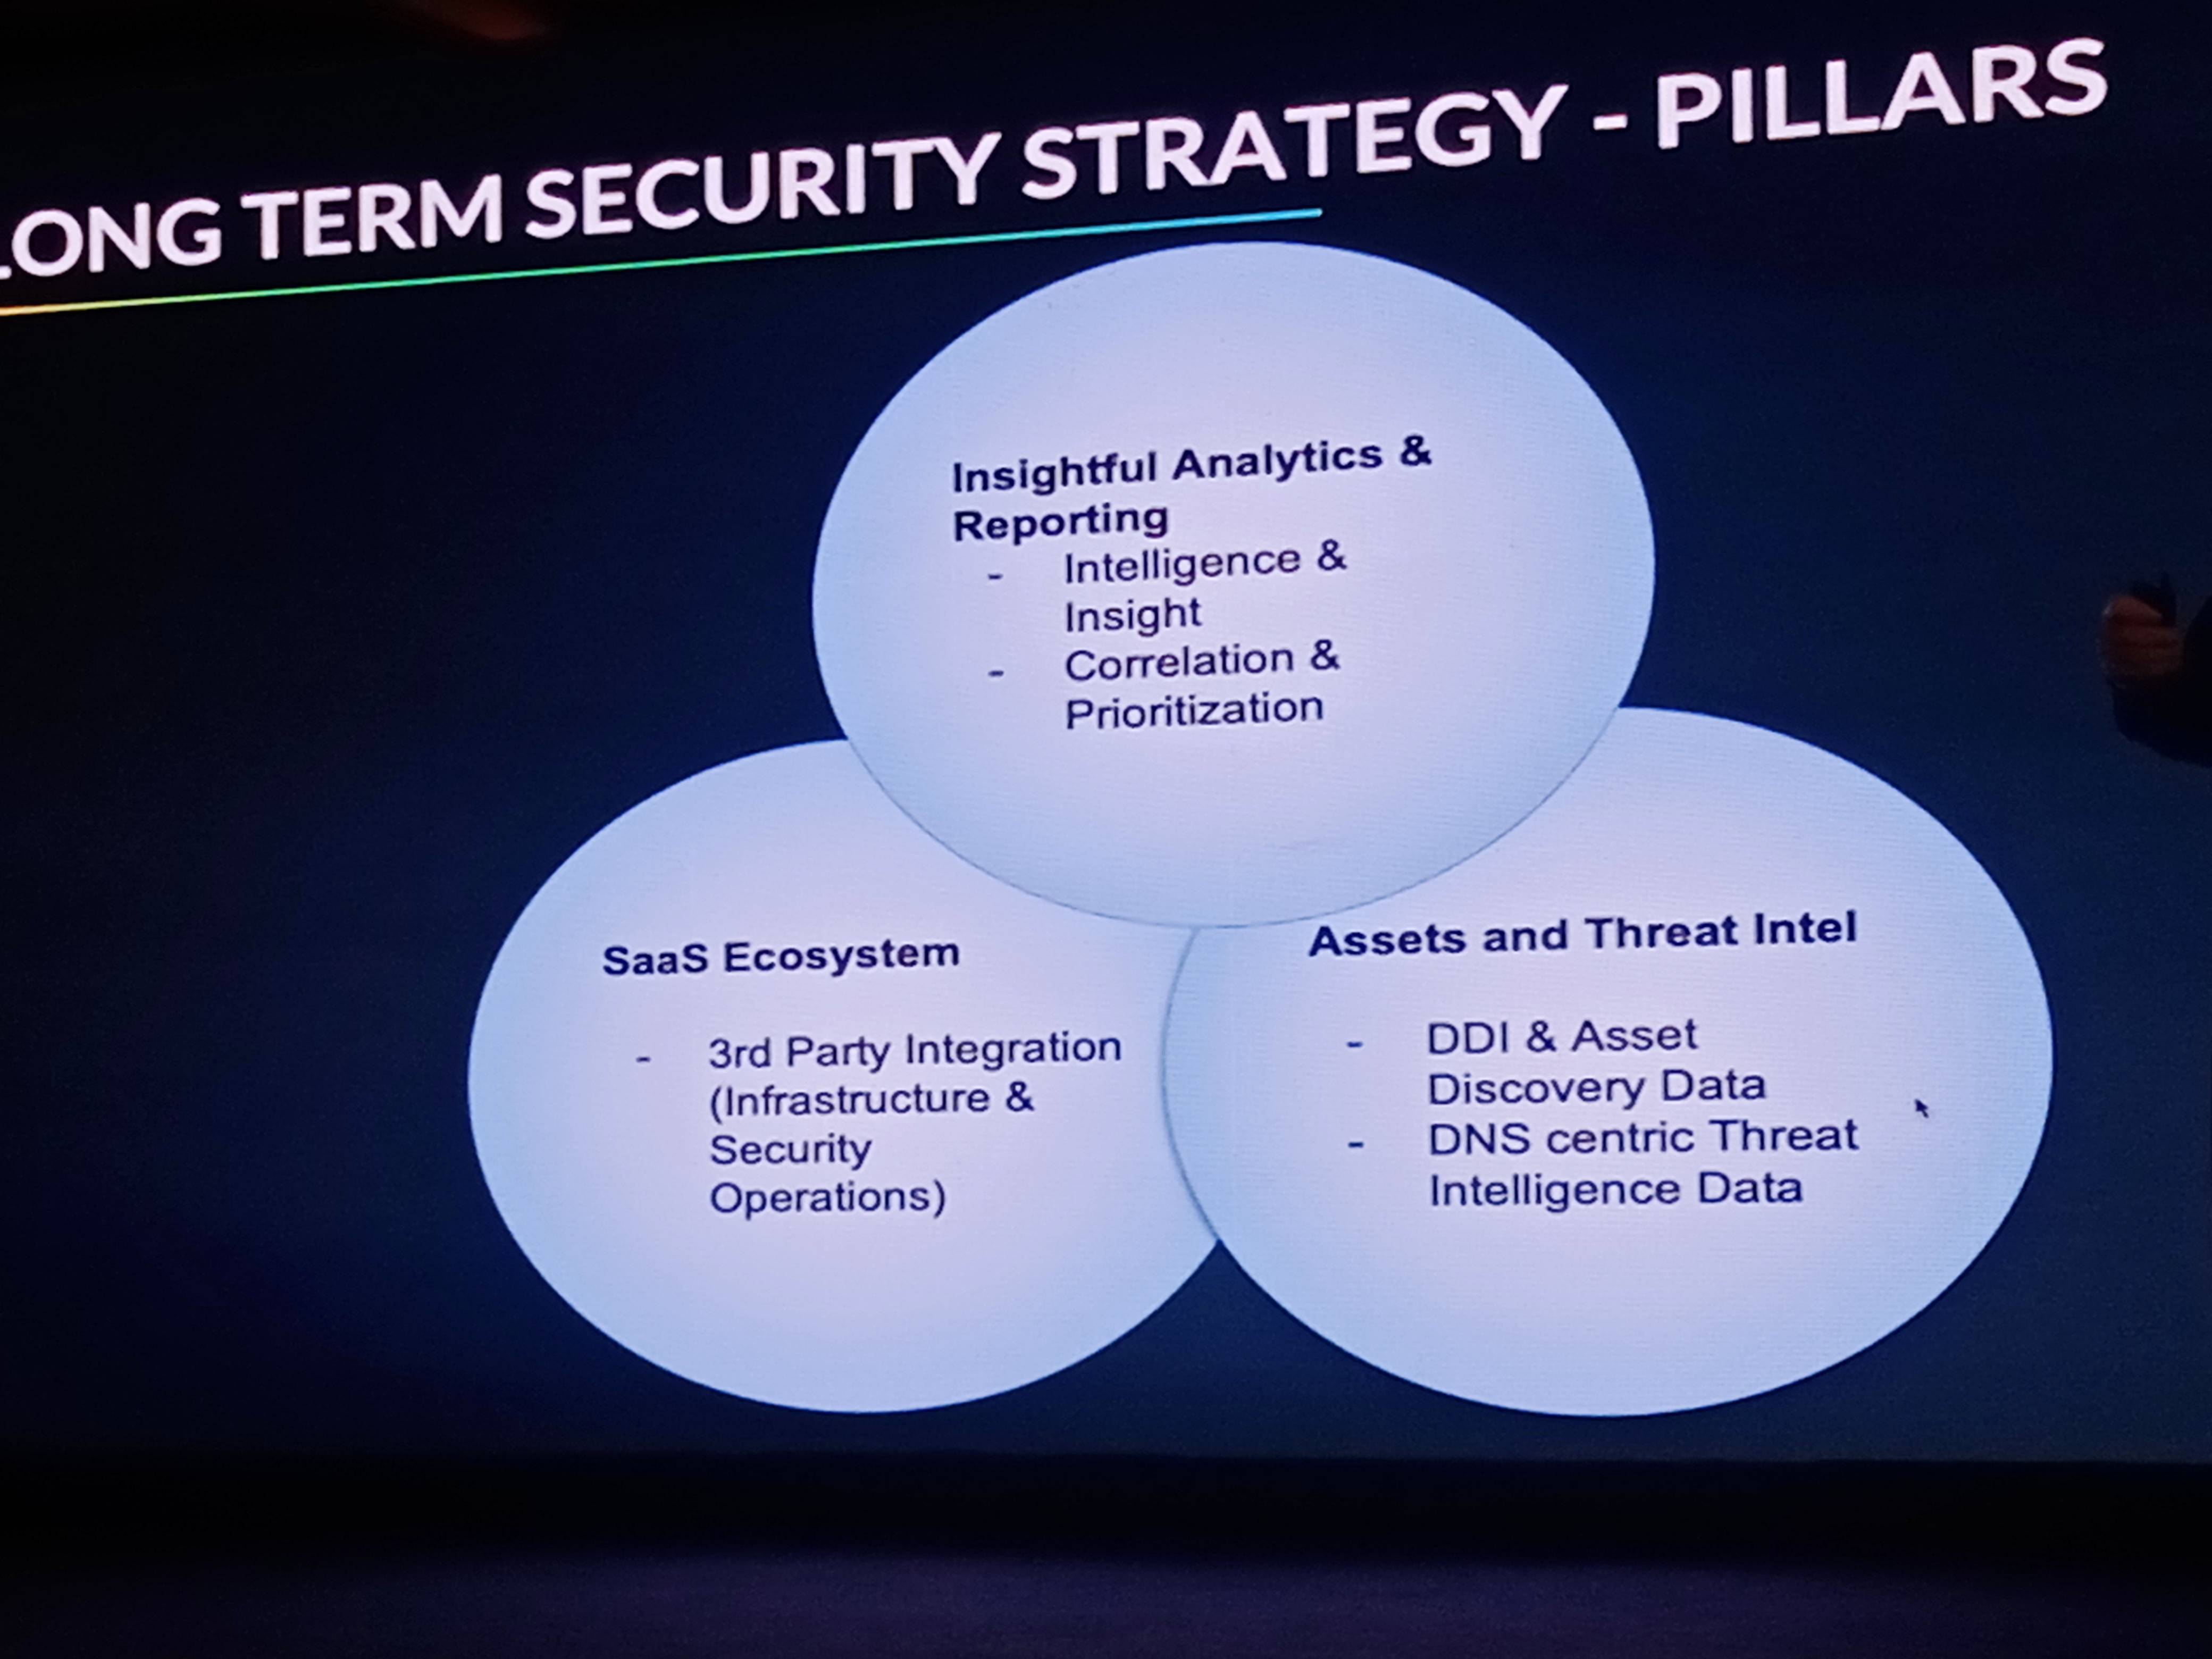 LONG TERM SECURITY STRATEGY - PILLARS
Insightful Analytics &
Reporting
- Intelligence &
Insight
- Correlation &
Prioritization
SaaS Ecosystem
- 3rd Party Integration
(Infrastructure &
Security
Operations)
Assets and Threat Intel
- DDI & Asset
Discovery Data
- DNS centric Threat
Intelligence Data